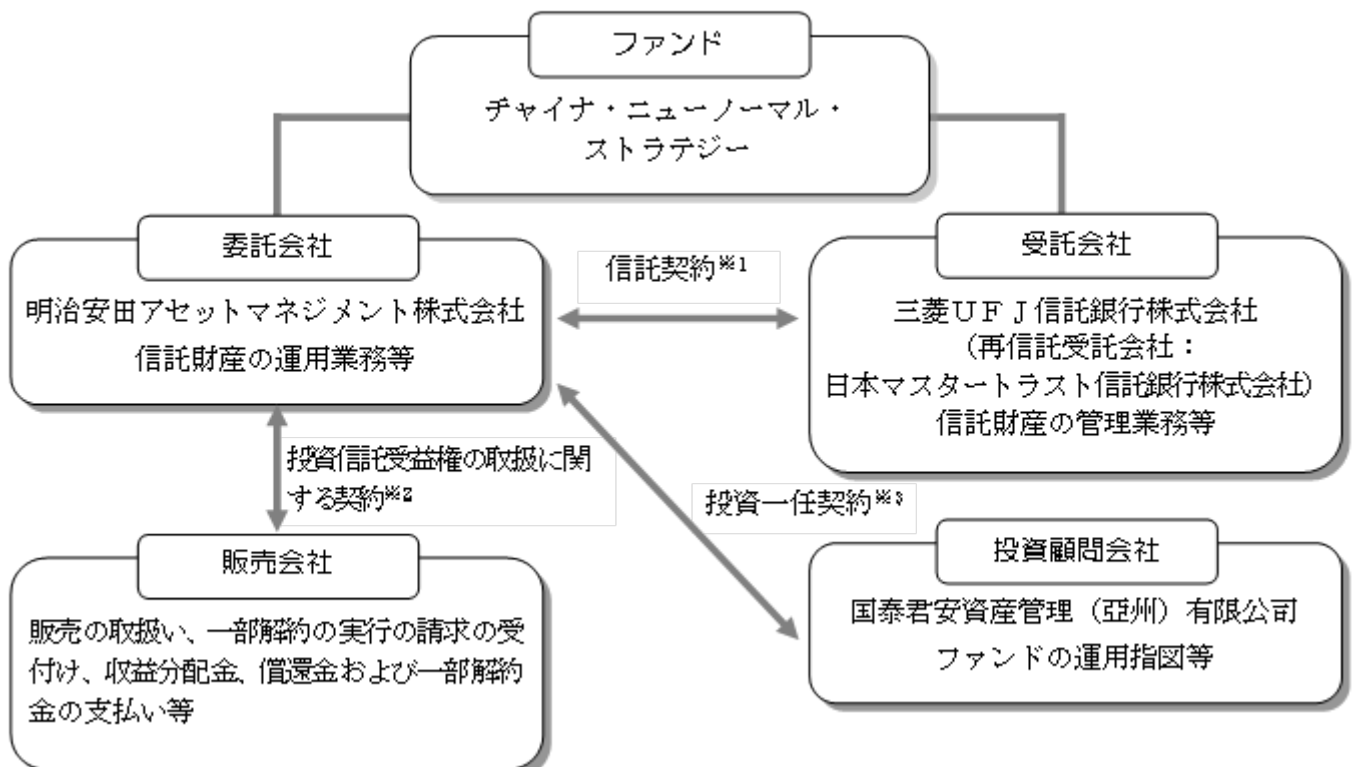 ファンド
チャイナ・ニューノーマル・
ストラテジー
委託会社
明治安田アセットマネジメント株式会社
信託財産の運用業務等
信託契約※1
受託会社
三菱UFJ信託銀行株式会社
（再信託受託会社：
日本マスタートラスト信託銀行株式会社）
信託財産の管理業務等
投資信託受益権の取扱に関
する契約※2
投資一任契約※3
販売会社
販売の取扱い、一部解約の実行の請求の受
付け、収益分配金、償還金および一部解約
金の支払い等
投資顧問会社
国泰君安資産管理（亞州）有限公司
ファンドの運用指図等